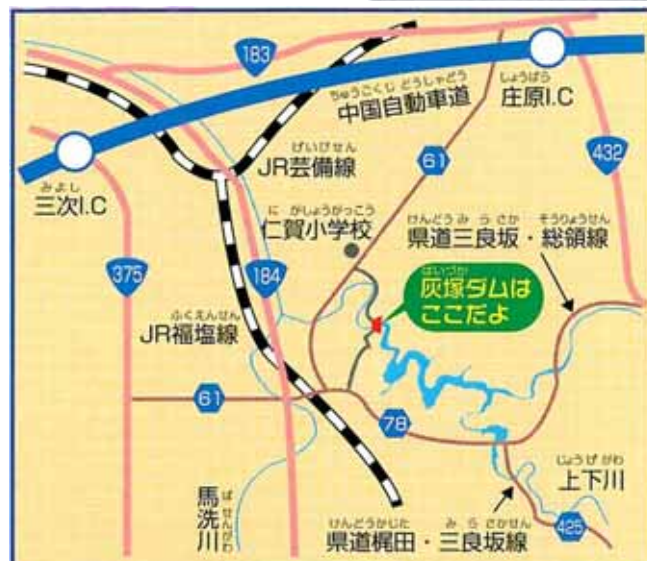 183
ちゅうごくじどうしゃどう
中国自動車道
しょうばら
庄原I.C
432
みよし
三次I.C
げいびせん
JR芸備線
61
に がしょうがっこう
仁賀小学校
けんどう み ら さか そうりょうせん
県道三良坂・総領線
375
184
はいづか
灰塚ダムは
ここだよ
ふくえんせん
JR福塩線
61
78
じょうげ がわ
上下川
ばせんがわ
馬洗川
けんどうかじた み ら さかせん
県道梶田・三良坂線
425